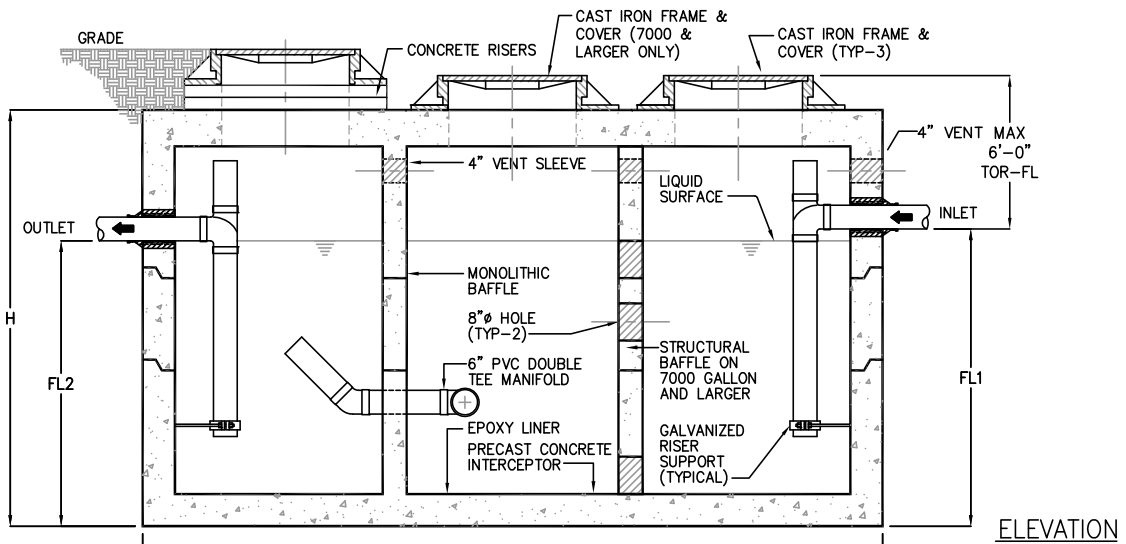 CAST IRON FRAME &
COVER (7000 &
LARGER ONLY)
CAST IRON FRAME &
COVER (TYP-3)
GRADE
CONCRETE RISERS
4" VENT MAX
6'-0"
TOR-FL
4" VENT SLEEVE
LIQUID
SURFACE
OUTLET
INLET
MONOLITHIC
BAFFLE
H
8"ø HOLE
(TYP-2)
6" PVC DOUBLE
TEE MANIFOLD
STRUCTURAL
BAFFLE ON
7000 GALLON
AND LARGER
FL2
FL1
EPOXY LINER
PRECAST CONCRETE
INTERCEPTOR
GALVANIZED
RISER
SUPPORT
(TYPICAL)
ELEVATION